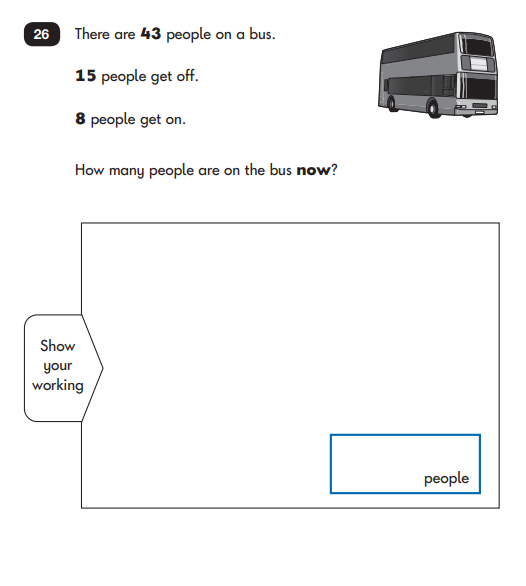 26 There are 43 people on a bus.
15 people get off.
8 people get on.
How many people are on the bus now?
Show
your
working
people